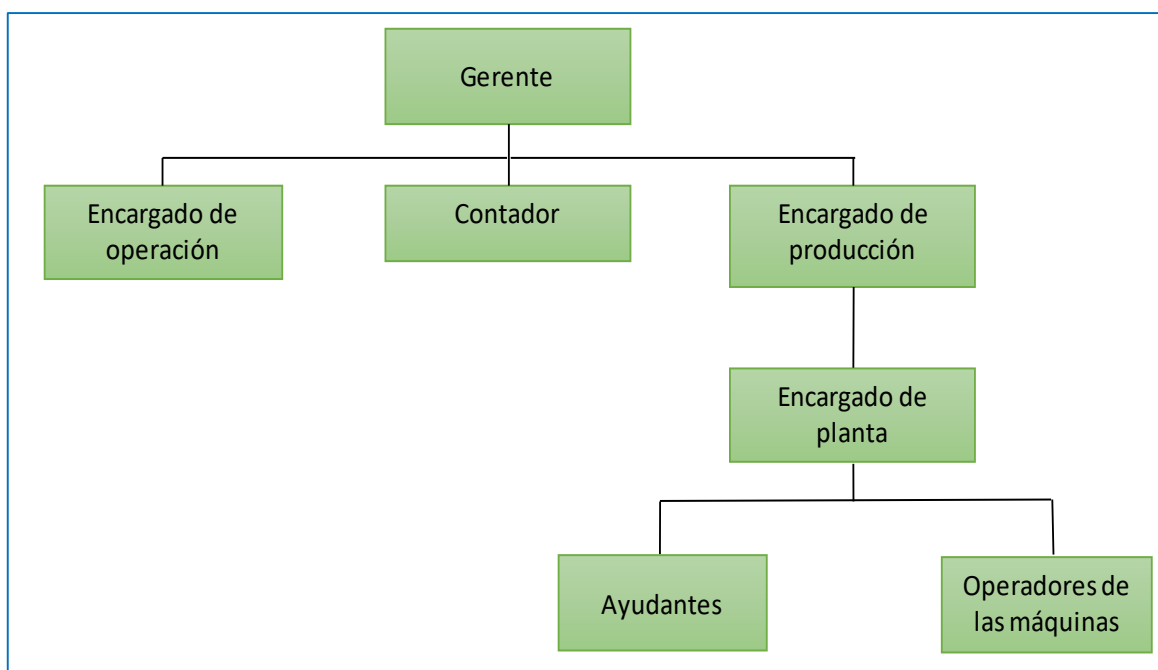 Gerente
Encargado de
operación
Contador
Encargado de
producción
Encargado de
planta
Ayudantes
Operadores de
las máquinas